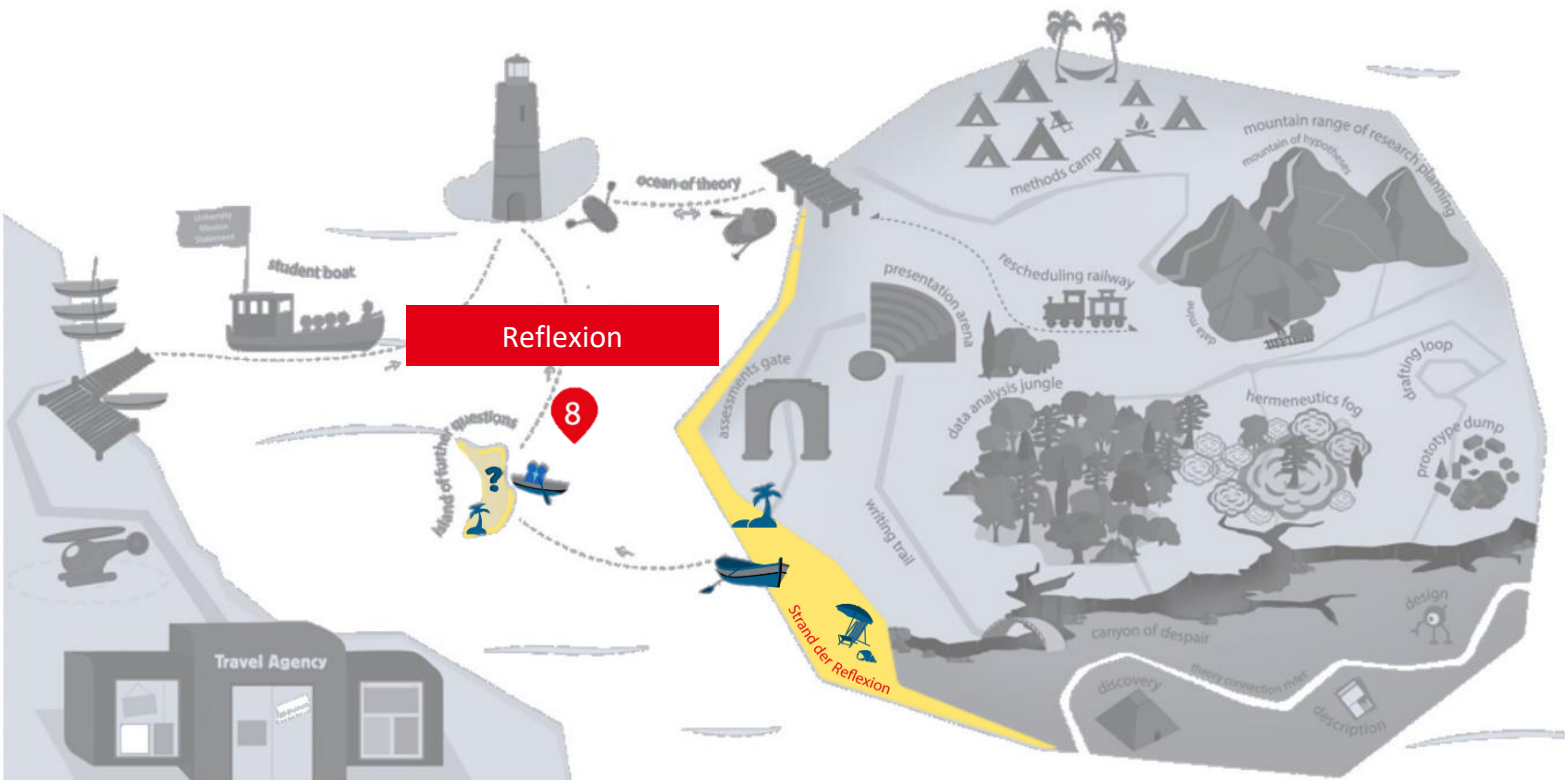 mountain range of research planning
mountain of hypotheses
methods camp
ocean of theory
University
Mission
Statement
student boat
rescheduling railway
presentation arena
data mine
Reflexion
drafting loop
assessments gate
data analysis jungle
hermeneutics fog
8
island of further questions
?
prototype dump
writing trail
Strand der Reflexion
design
canyon of despair
Travel Agency
theory connection rivulet
discovery
description